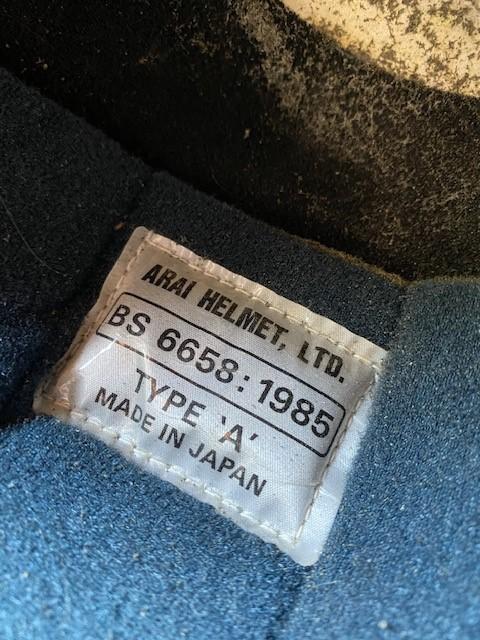 ARAI HELMET, LTD.
BS 6658: 1985
TYPE 'A'
MADE IN JAPAN